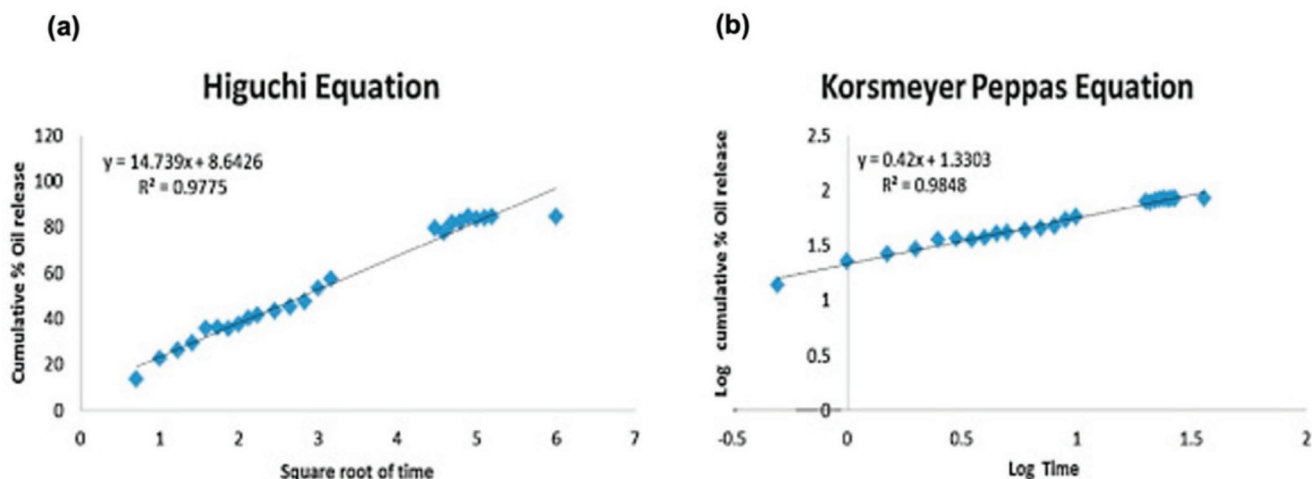 (a)
Higuchi Equation
y = 14.739x + 8.6426
R² = 0.9775
Cumulative % Oil release
120
100
80
60
40
20
0
0 1 2 3 4 5 6 7
Square root of time
(b)
Korsmeyer Peppas Equation
y = 0.42x + 1.3303
R² = 0.9848
Log cumulative % Oil release
2.5
2
1.5
1
0.5
0
-0.5 0 0.5 1 1.5 2
Log Time